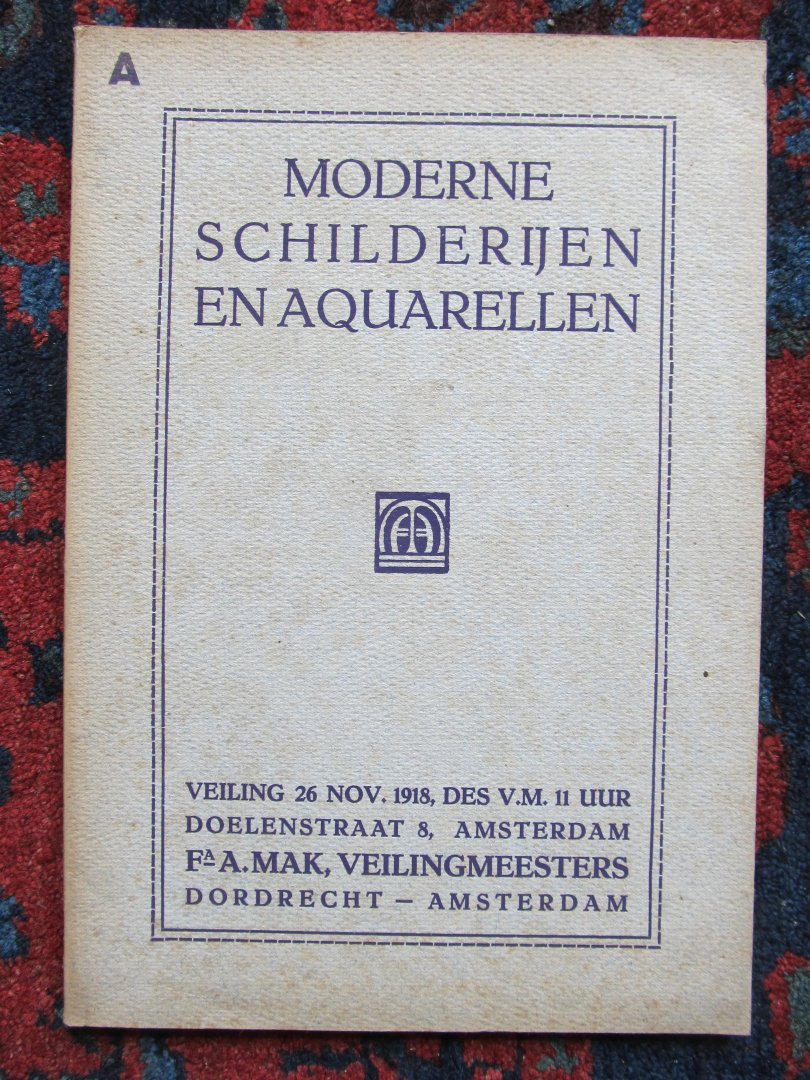 A
MODERNE
SCHILDERIJEN
EN AQUARELLEN
VEILING 26 NOV. 1918, DES V.M. 11 UUR
DOELENSTRAAT 8, AMSTERDAM
Fᴬ A. MAK, VEILINGMEESTERS
DORDRECHT — AMSTERDAM